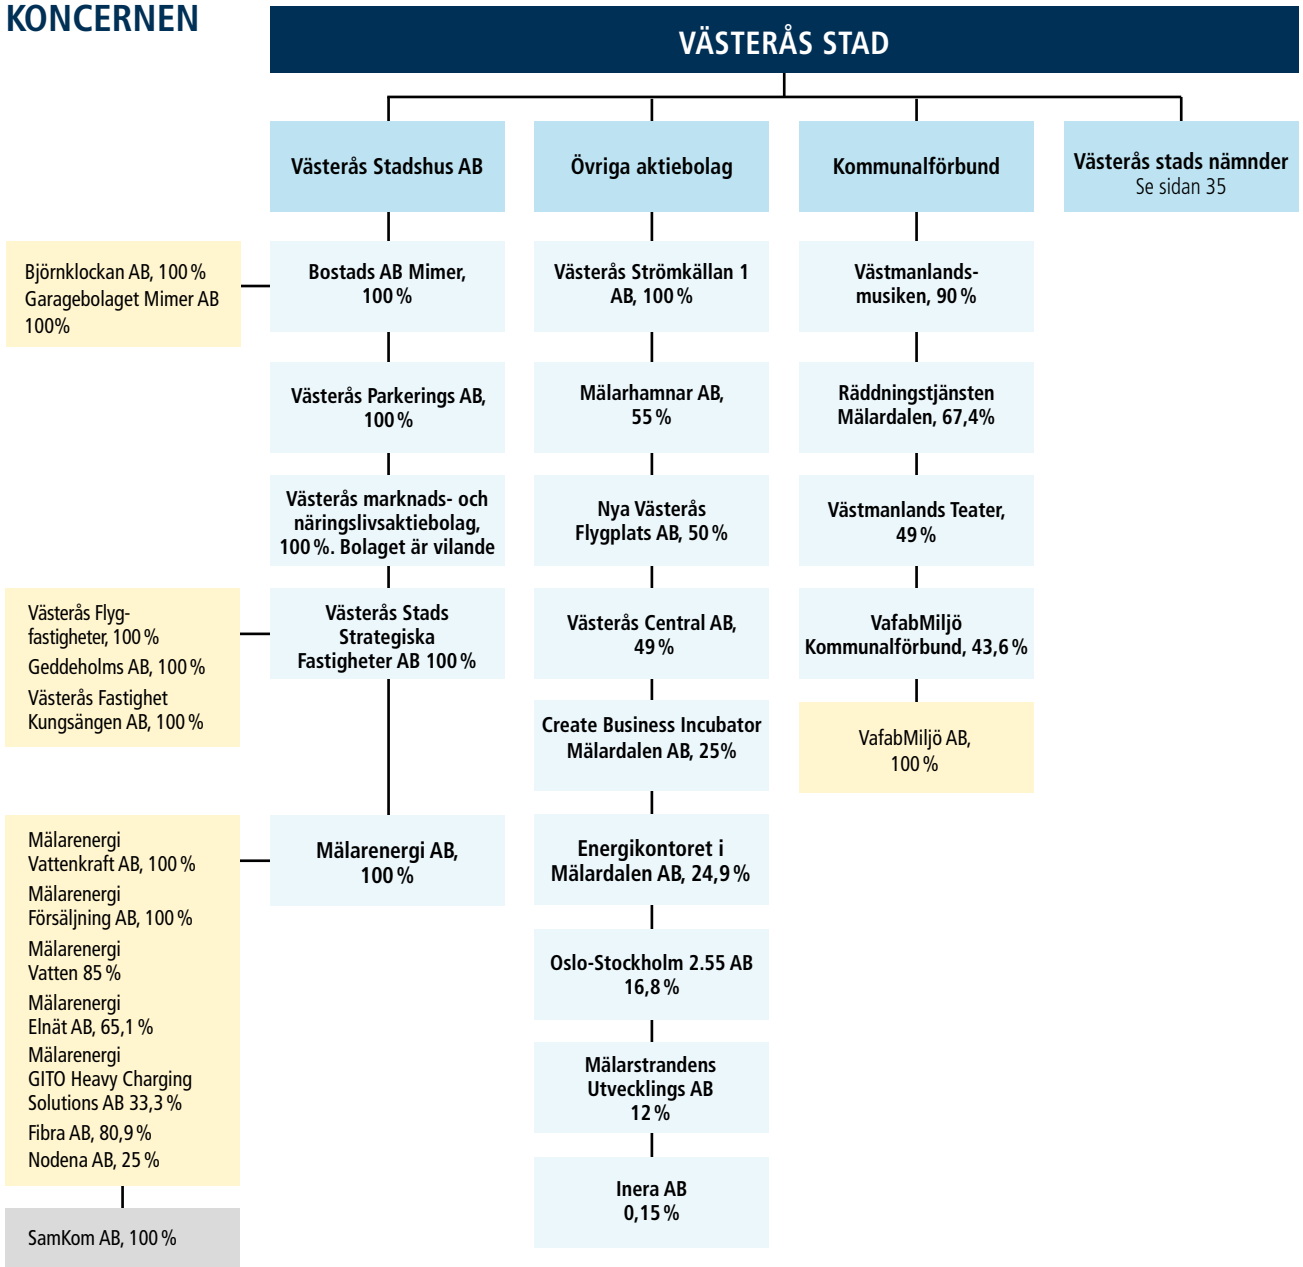 KONCERNEN
VÄSTERÅS STAD
Västerås Stadshus AB
Björnklockan AB, 100 %
Garagebolaget Mimer AB
100%
Bostads AB Mimer,
100 %
Västerås Parkerings AB,
100 %
Västerås marknads- och
näringslivsaktiebolag,
100 %. Bolaget är vilande
Västerås Flyg-
fastigheter, 100 %
Geddeholms AB, 100 %
Västerås Fastighet
Kungsängen AB, 100 %
Västerås Stads
Strategiska
Fastigheter AB 100 %
Mälarenergi
Vattenkraft AB, 100 %
Mälarenergi
Försäljning AB, 100 %
Mälarenergi
Vatten 85 %
Mälarenergi
Elnät AB, 65,1 %
Mälarenergi
GITO Heavy Charging
Solutions AB 33,3 %
Fibra AB, 80,9 %
Nodena AB, 25 %
SamKom AB, 100 %
Mälarenergi AB,
100 %
Övriga aktiebolag
Västerås Strömkällan 1
AB, 100 %
Mälarhamnar AB,
55 %
Nya Västerås
Flygplats AB, 50 %
Västerås Central AB,
49 %
Create Business Incubator
Mälardalen AB, 25%
Energikontoret i
Mälardalen AB, 24,9 %
Oslo-Stockholm 2.55 AB
16,8 %
Mälarstrandens
Utvecklings AB
12 %
Inera AB
0,15 %
Kommunalförbund
Västmanlands-
musiken, 90 %
Räddningstjänsten
Mälardalen, 67,4%
Västmanlands Teater,
49 %
VafabMiljö
Kommunalförbund, 43,6 %
VafabMiljö AB,
100 %
Västerås stads nämnder
Se sidan 35